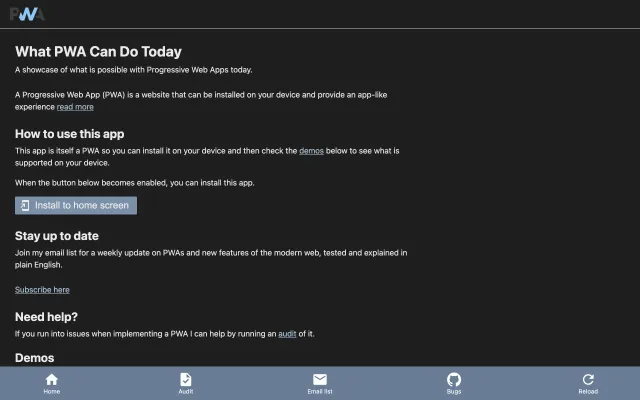 PWA
What PWA Can Do Today
A showcase of what is possible with Progressive Web Apps today.
A Progressive Web App (PWA) is a website that can be installed on your device and provide an app-like
experience read more
How to use this app
This app is itself a PWA so you can install it on your device and then check the demos below to see what is
supported on your device.
When the button below becomes enabled, you can install this app.
Install to home screen
Stay up to date
Join my email list for a weekly update on PWAs and new features of the modern web, tested and explained in
plain English.
Subscribe here
Need help?
If you run into issues when implementing a PWA I can help by running an audit of it.
Demos
Home
Audit
Email list
Bugs
Reload